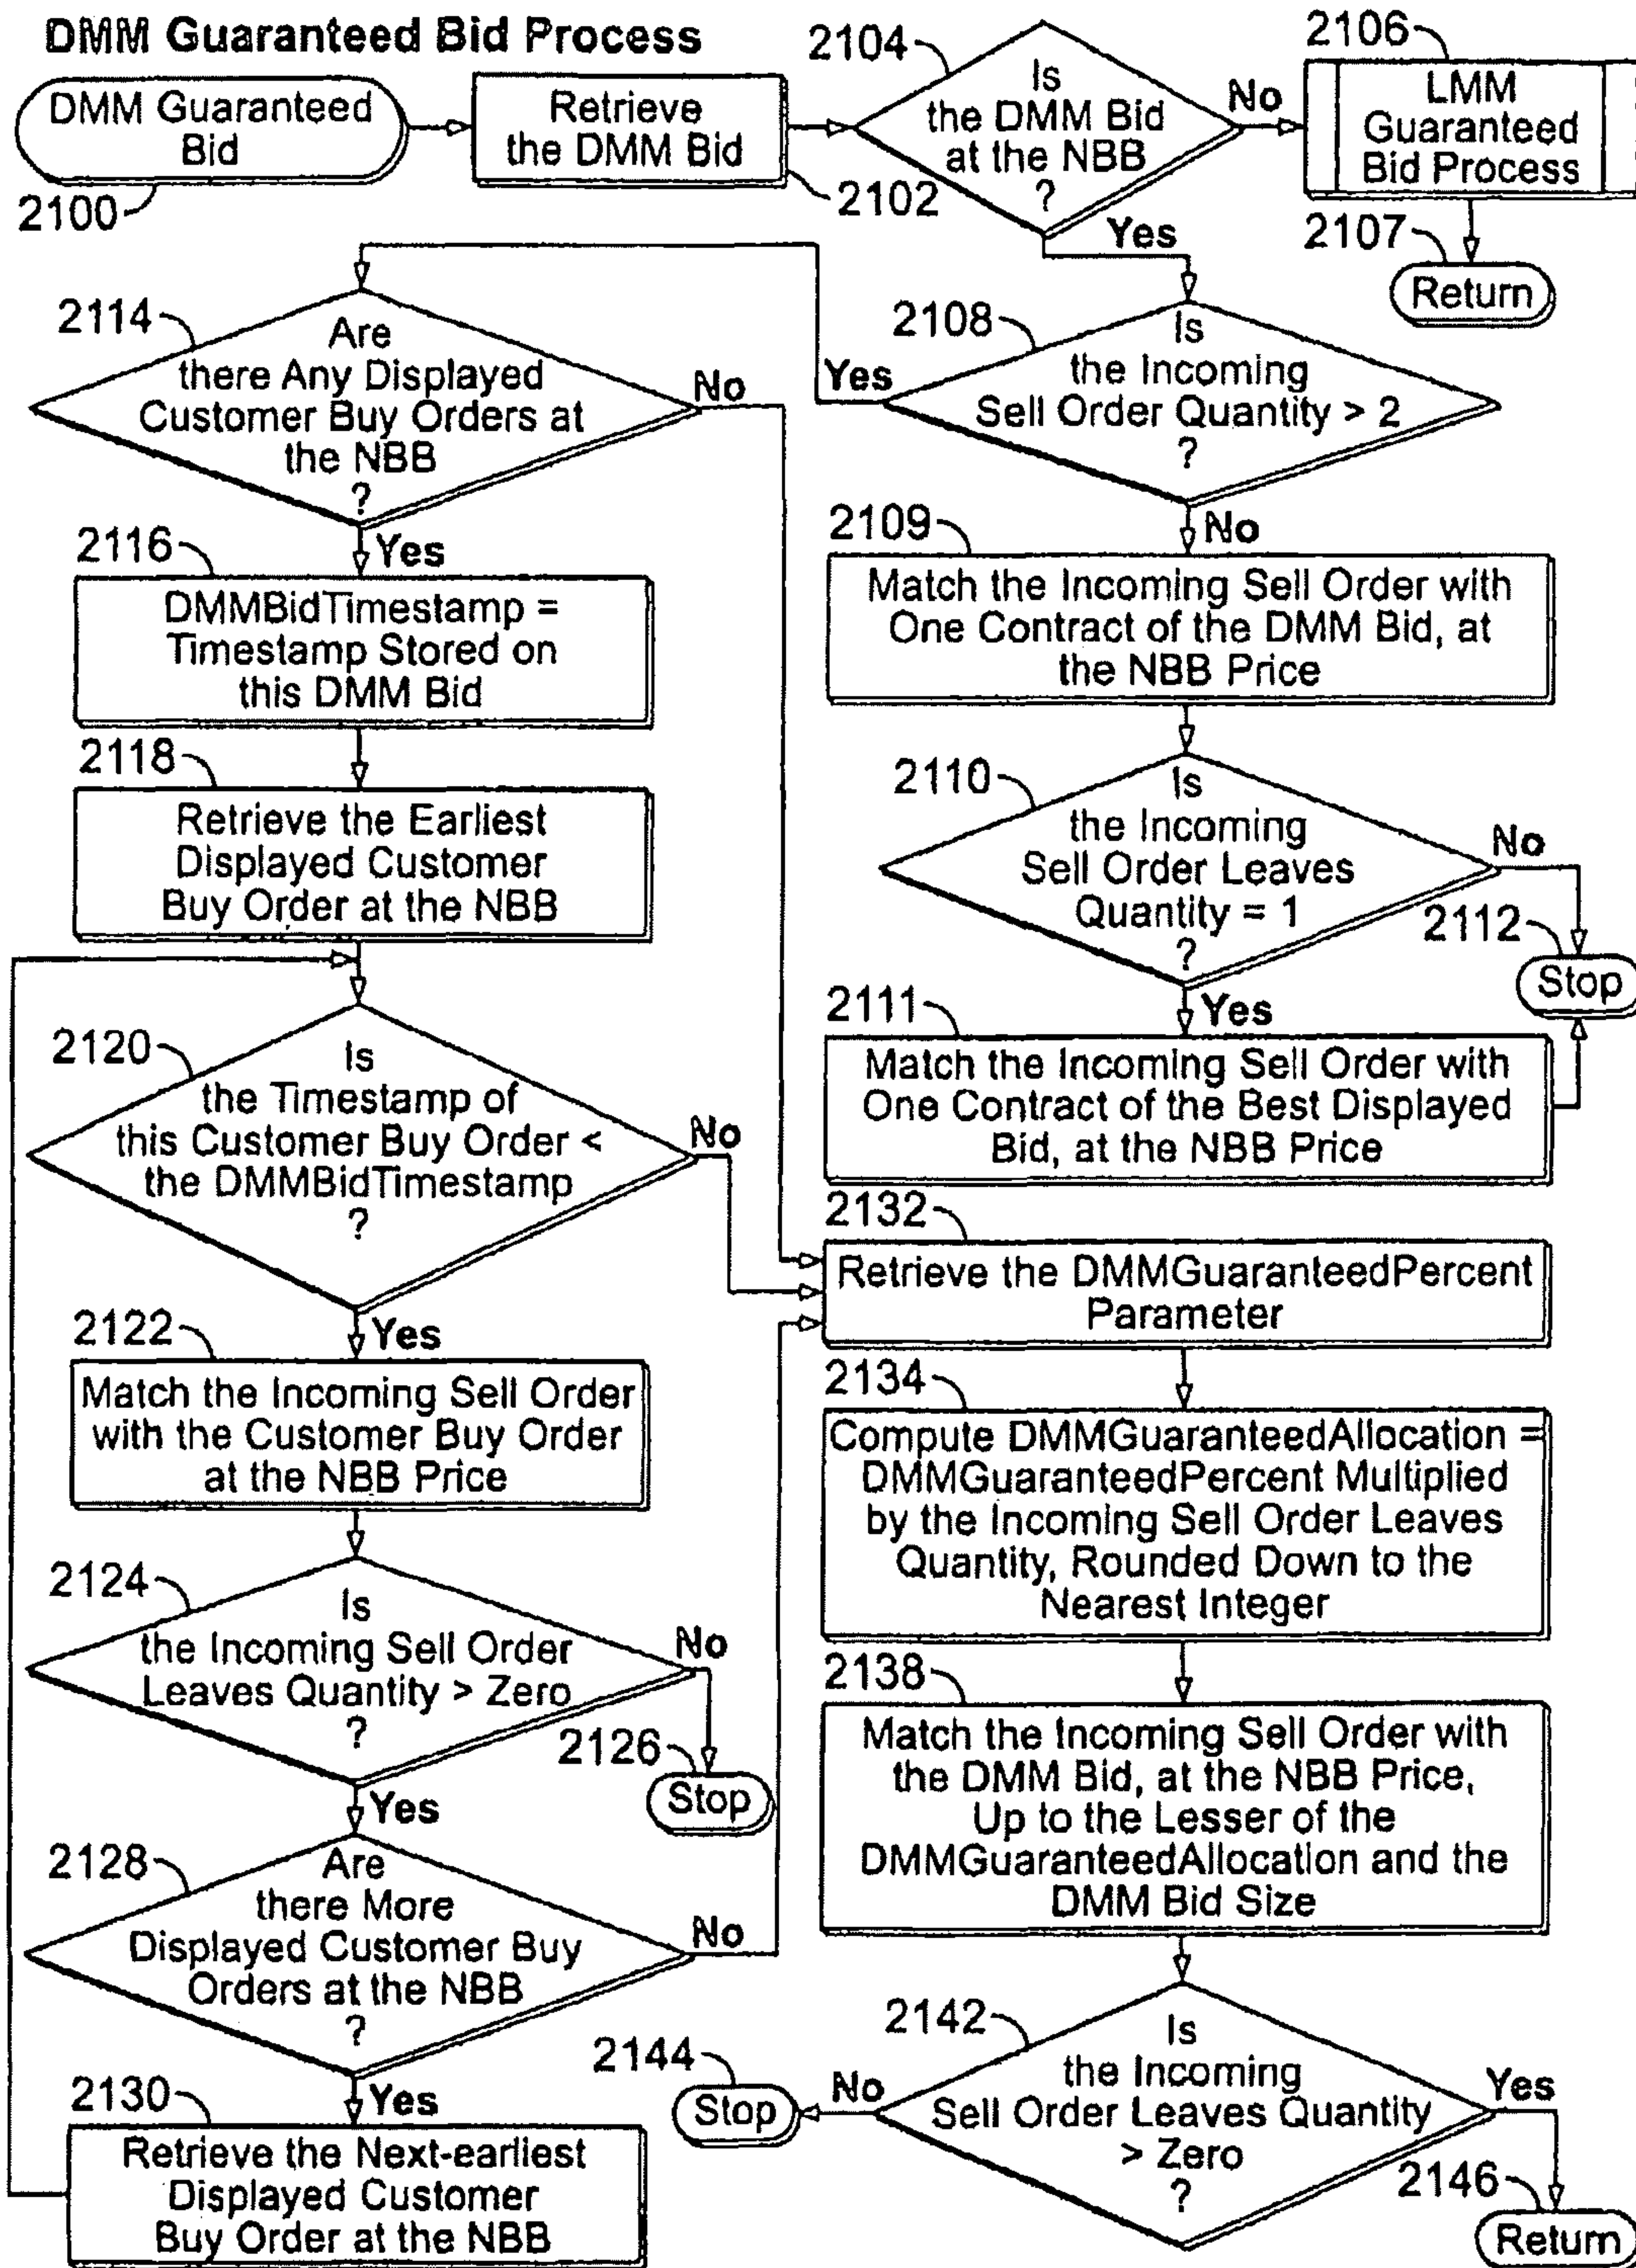 DMM Guaranteed Bid Process
2100
DMM Guaranteed
Bid
2102
Retrieve
the DMM Bid
2104
Is
the DMM Bid
at the NBB
?
No
Yes
2106
LMM
Guaranteed
Bid Process
2107
Return
2108
Is
the Incoming
Sell Order Quantity > 2
?
Yes
No
2109
Match the Incoming Sell Order with
One Contract of the DMM Bid, at
the NBB Price
2110
Is
the Incoming
Sell Order Leaves
Quantity = 1
?
No
Yes
2112
Stop
2111
Match the Incoming Sell Order with
One Contract of the Best Displayed
Bid, at the NBB Price
2114
Are
there Any Displayed
Customer Buy Orders at
the NBB
?
No
Yes
2116
DMMBidTimestamp =
Timestamp Stored on
this DMM Bid
2118
Retrieve the Earliest
Displayed Customer
Buy Order at the NBB
2120
Is
the Timestamp of
this Customer Buy Order <
the DMMBidTimestamp
?
No
Yes
2122
Match the Incoming Sell Order
with the Customer Buy Order
at the NBB Price
2124
Is
the Incoming Sell Order
Leaves Quantity > Zero
?
No
Yes
2126
Stop
2128
Are
there More
Displayed Customer Buy
Orders at the NBB
?
No
Yes
2130
Retrieve the Next-earliest
Displayed Customer
Buy Order at the NBB
2132
Retrieve the DMMGuaranteedPercent
Parameter
2134
Compute DMMGuaranteedAllocation =
DMMGuaranteedPercent Multiplied
by the Incoming Sell Order Leaves
Quantity, Rounded Down to the
Nearest Integer
2138
Match the Incoming Sell Order with
the DMM Bid, at the NBB Price,
Up to the Lesser of the
DMMGuaranteedAllocation and the
DMM Bid Size
2142
Is
the Incoming
Sell Order Leaves Quantity
> Zero
?
No
Yes
2144
Stop
2146
Return